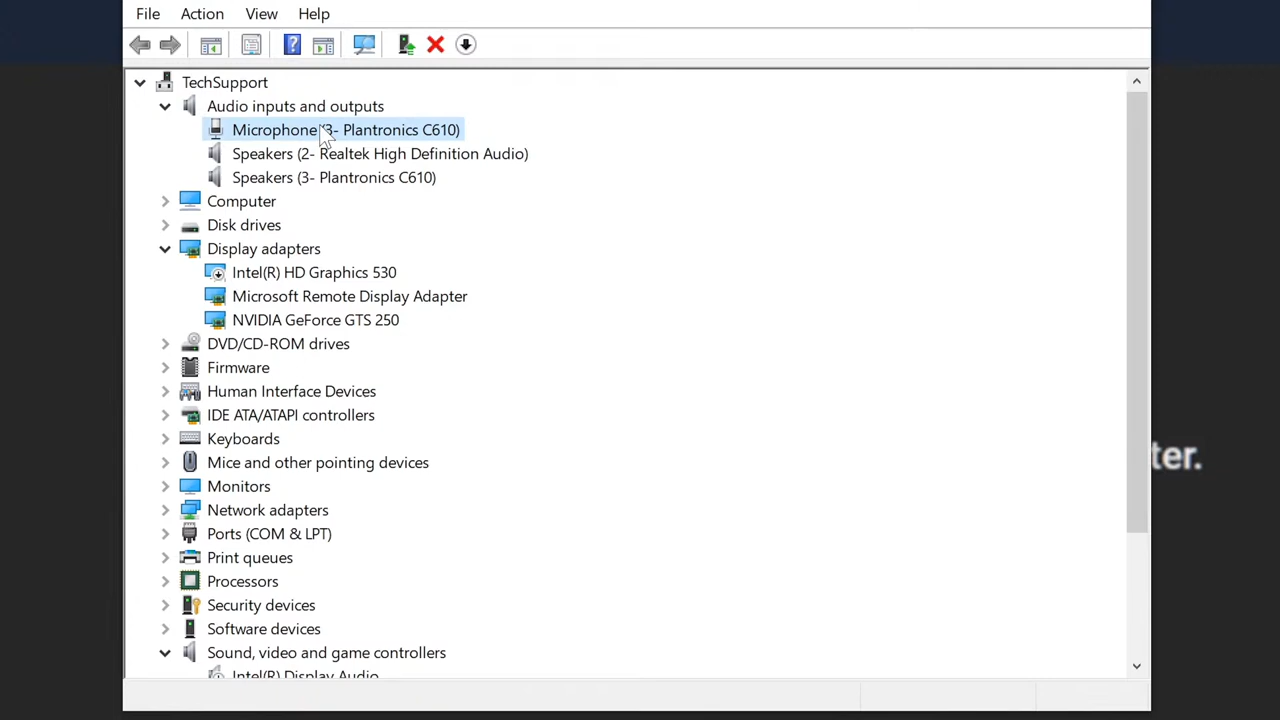 File Action View Help
TechSupport
Audio inputs and outputs
Microphone (3- Plantronics C610)
Speakers (2- Realtek High Definition Audio)
Speakers (3- Plantronics C610)
Computer
Disk drives
Display adapters
Intel(R) HD Graphics 530
Microsoft Remote Display Adapter
NVIDIA GeForce GTS 250
DVD/CD-ROM drives
Firmware
Human Interface Devices
IDE ATA/ATAPI controllers
Keyboards
ter.
Mice and other pointing devices
Monitors
Network adapters
Ports (COM & LPT)
Print queues
Processors
Security devices
Software devices
Sound, video and game controllers
Intel(R) Display Audio